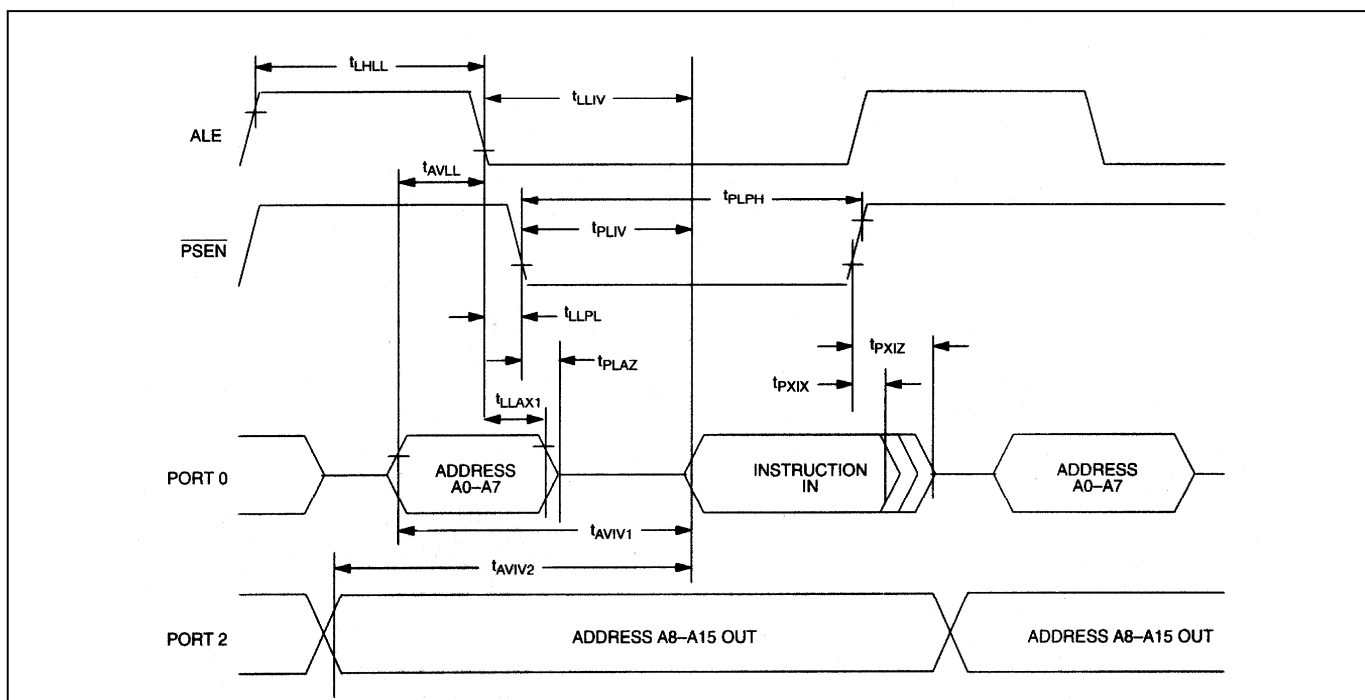 tLHLL
tLLIV
ALE
tAVLL
tPLPH
tPLIV
PSEN
tLLPL
tPLAZ
tPXIZ
tPXIX
tLLAX1
PORT 0
ADDRESS
A0–A7
INSTRUCTION
IN
ADDRESS
A0–A7
tAVIV1
tAVIV2
PORT 2
ADDRESS A8–A15 OUT
ADDRESS A8–A15 OUT